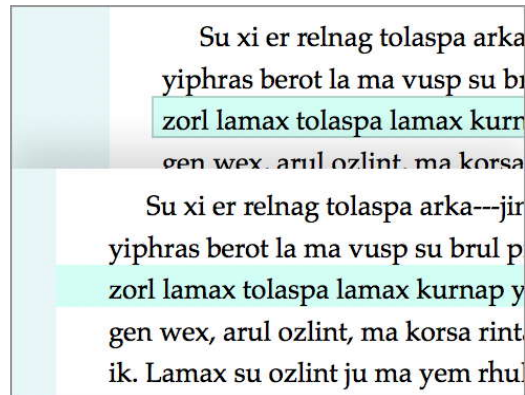 Su xi er relnag tolaspa arka
yiphras berot la ma vusp su
zorl lamax tolaspa lamax
gen wex, arul ozlint, ma korsa
Su xi er relnag tolaspa arka---
yiphras berot la ma vusp su brul
zorl lamax tolaspa lamax kurnap
gen wex, arul ozlint, ma korsa
ik. Lamax su ozlint ju ma yem